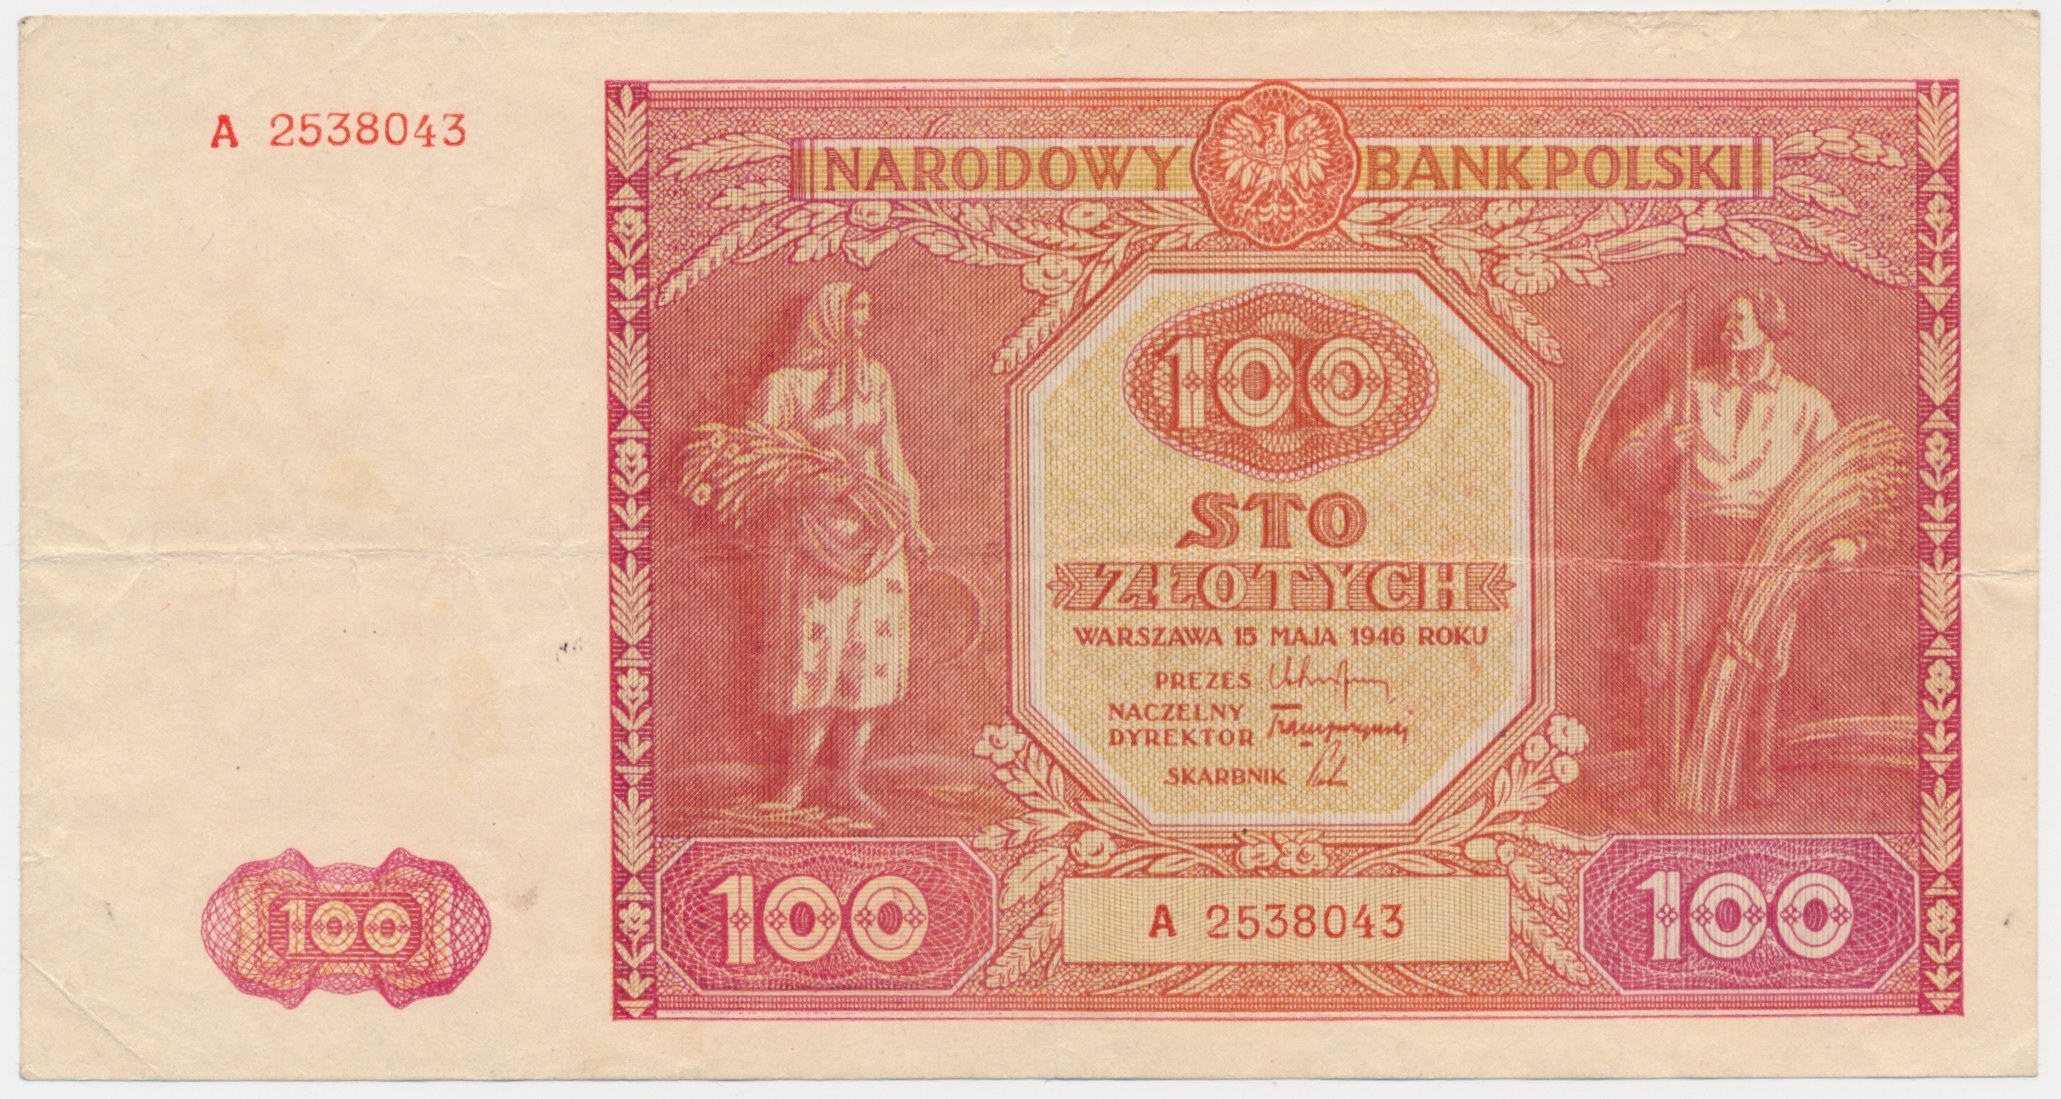 A 2538043
NARODOWY BANK POLSKI
100
STO
ZŁOTYCH
WARSZAWA 15 MAJA 1946 ROKU
PREZES
NACZELNY
DYREKTOR
SKARBNIK
100
100
A 2538043
100